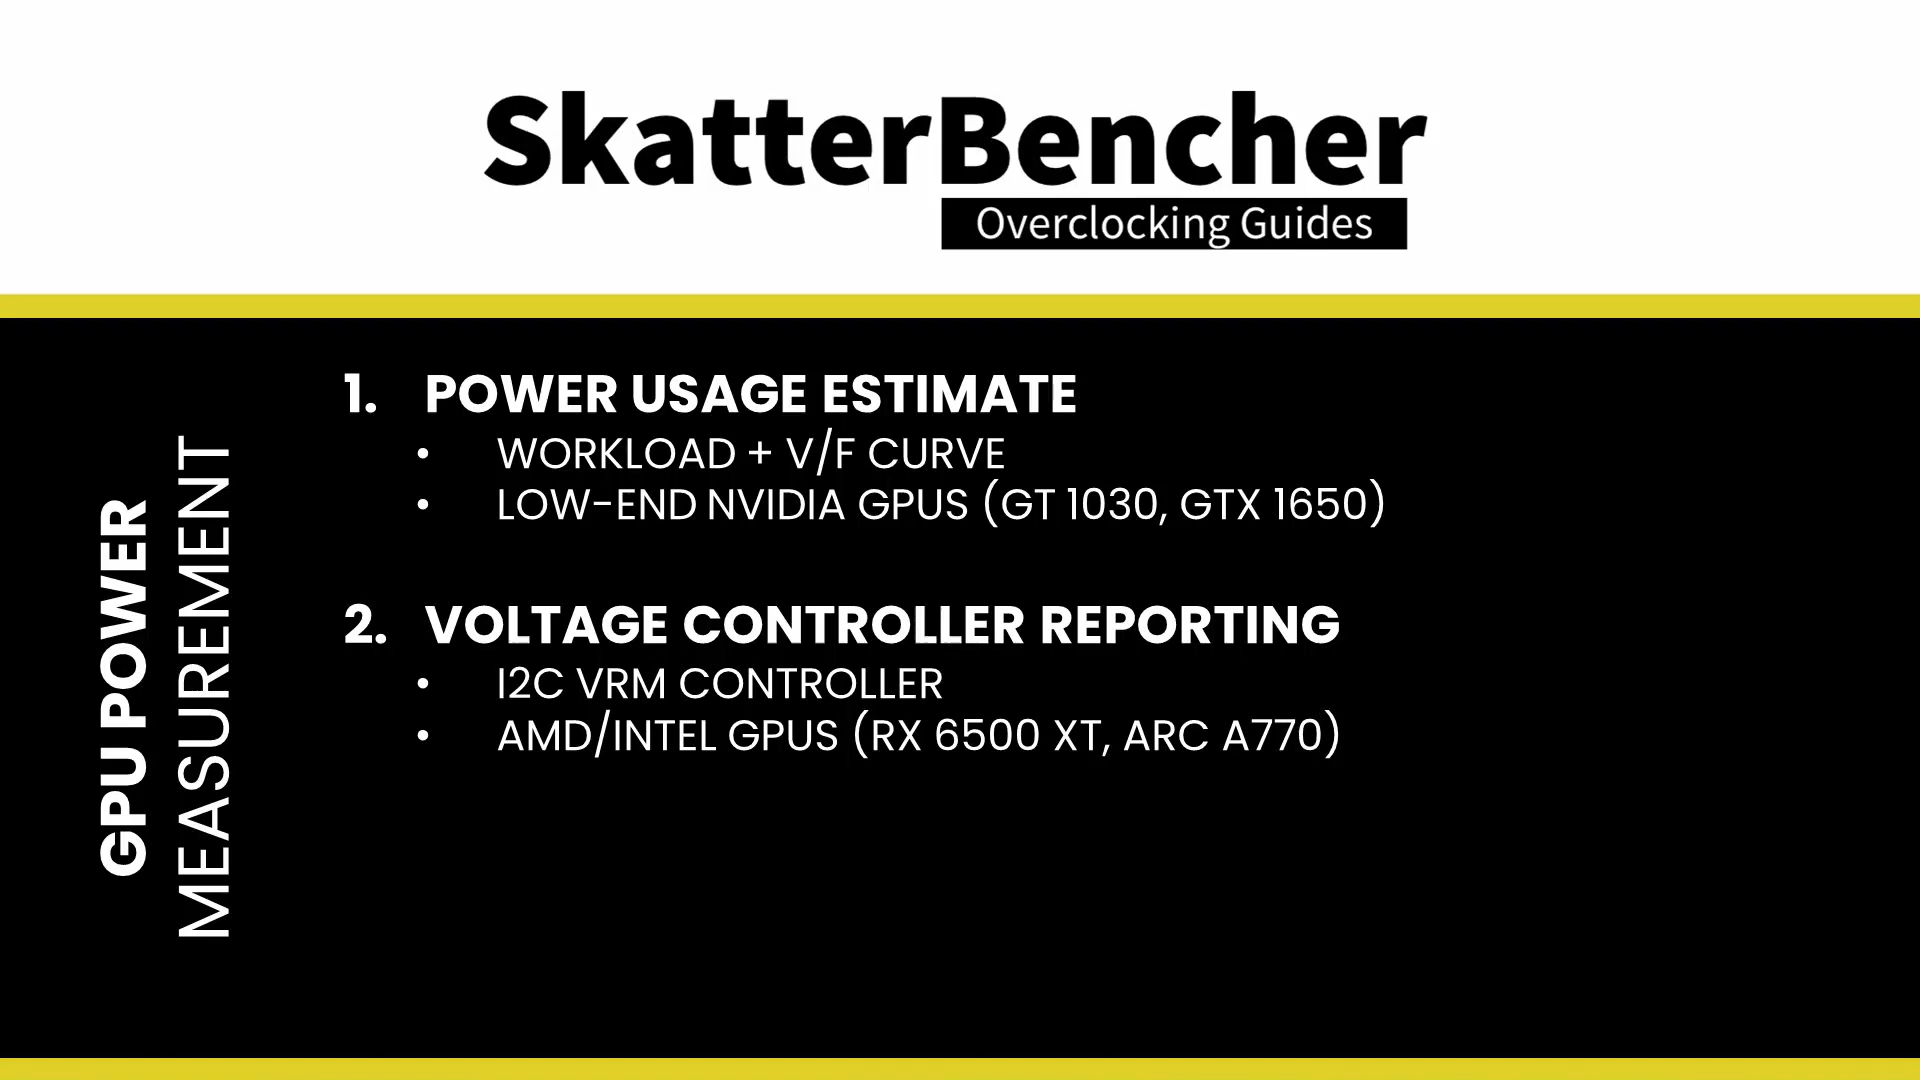 SkatterBencher
Overclocking Guides
GPU POWER
MEASUREMENT
1. POWER USAGE ESTIMATE
• WORKLOAD + V/F CURVE
• LOW-END NVIDIA GPUS (GT 1030, GTX 1650)
2. VOLTAGE CONTROLLER REPORTING
• I2C VRM CONTROLLER
• AMD/INTEL GPUS (RX 6500 XT, ARC A770)